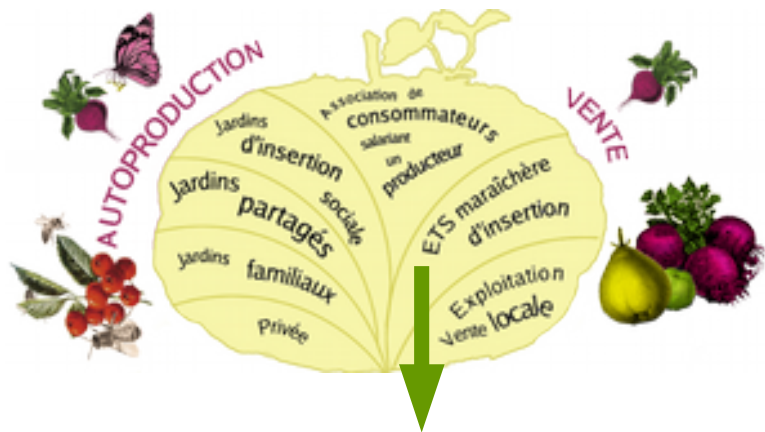 AUTOPRODUCTION
VENTE
Jardins
d'insertion
sociale
Jardins
partagés
Jardins familiaux
Privée
Association de
consommateurs
salariant
un
producteur
ETS maraîchère
d'insertion
Exploitation
Vente locale